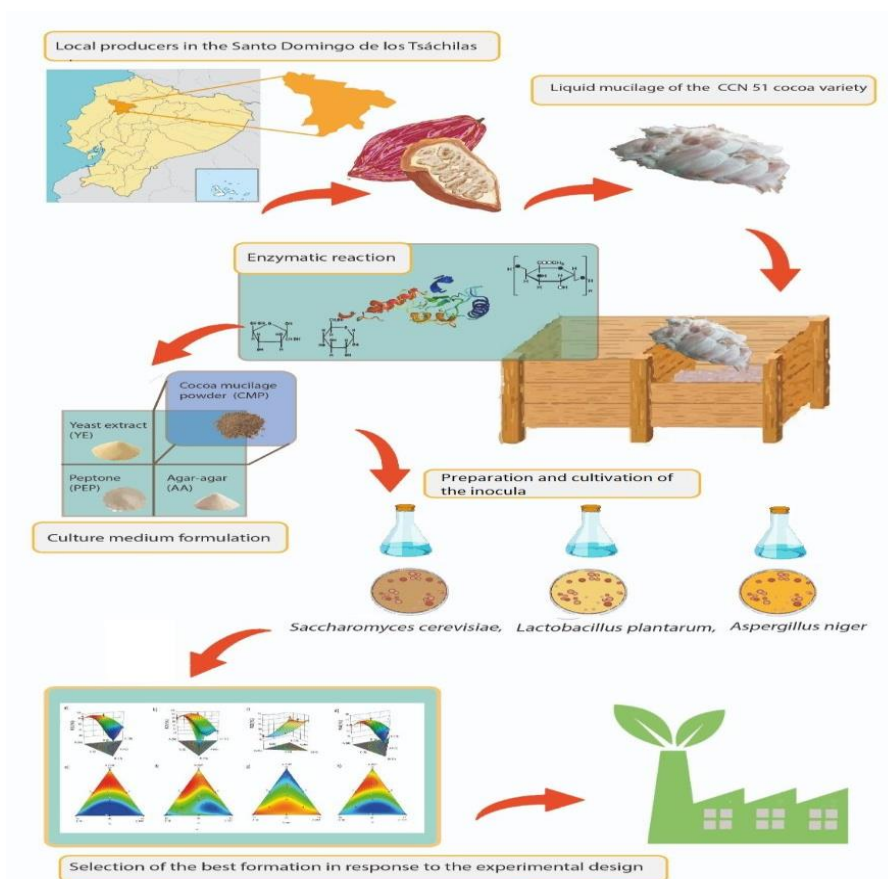 Local producers in the Santo Domingo de los Tsáchilas
Liquid mucilage of the CCN 51 cocoa variety
Enzymatic reaction
Cocoa mucilage
powder (CMP)
Yeast extract
(YE)
Peptone
(PEP)
Agar-agar
(AA)
Culture medium formulation
Preparation and cultivation of
the inocula
Saccharomyces cerevisiae, Lactobacillus plantarum, Aspergillus niger
Selection of the best formation in response to the experimental design